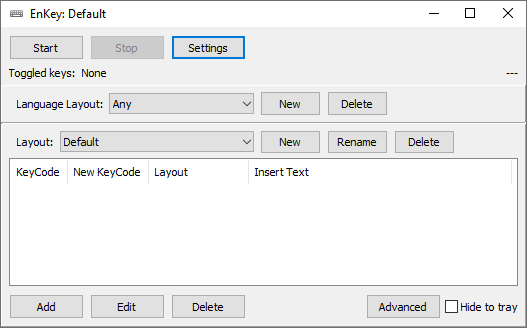 EnKey: Default
Start Stop Settings
Toggled keys: None ---
Language Layout: Any New Delete
Layout: Default New Rename Delete
KeyCode New KeyCode Layout Insert Text
Add Edit Delete Advanced Hide to tray